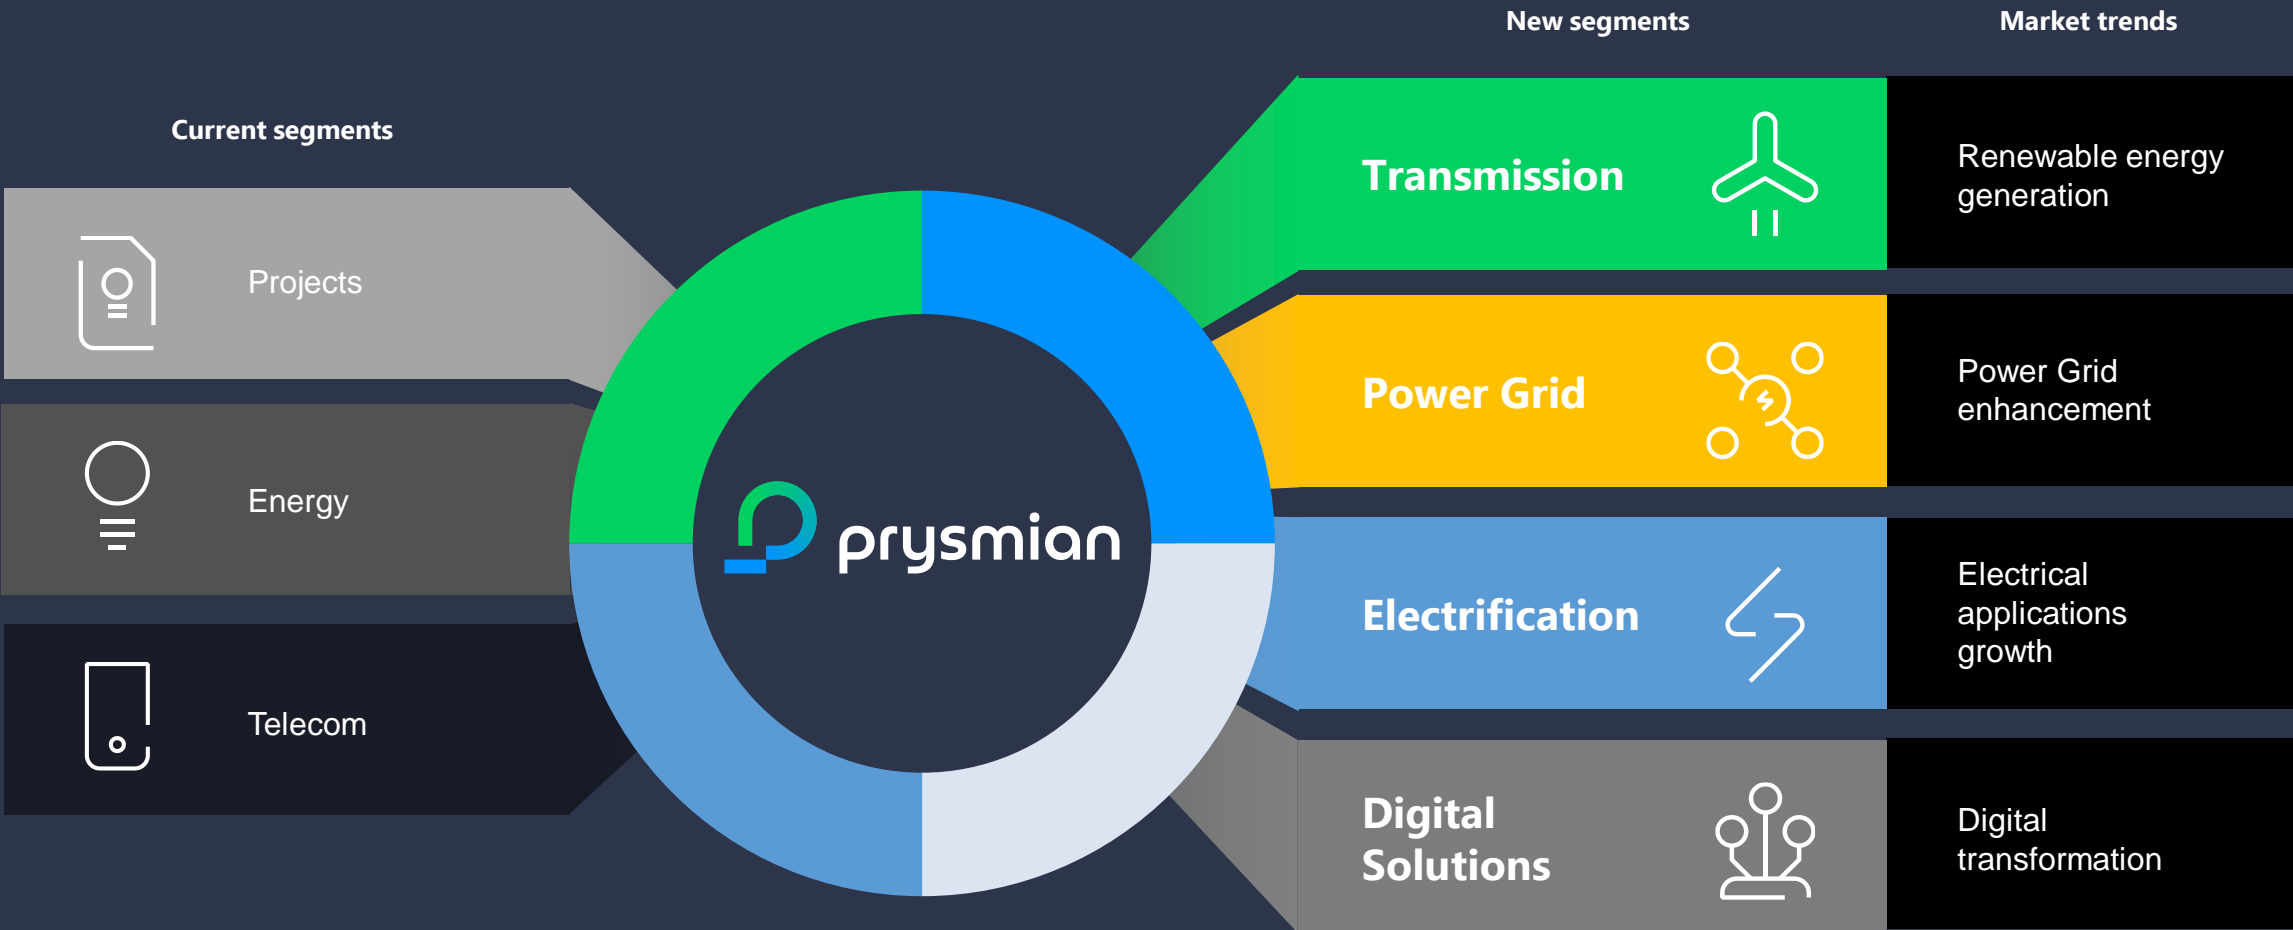 Current segments
Projects
Energy
Telecom
prysmian
New segments
Market trends
Transmission
Renewable energy
generation
Power Grid
Power Grid
enhancement
Electrification
Electrical
applications
growth
Digital
Solutions
Digital
transformation